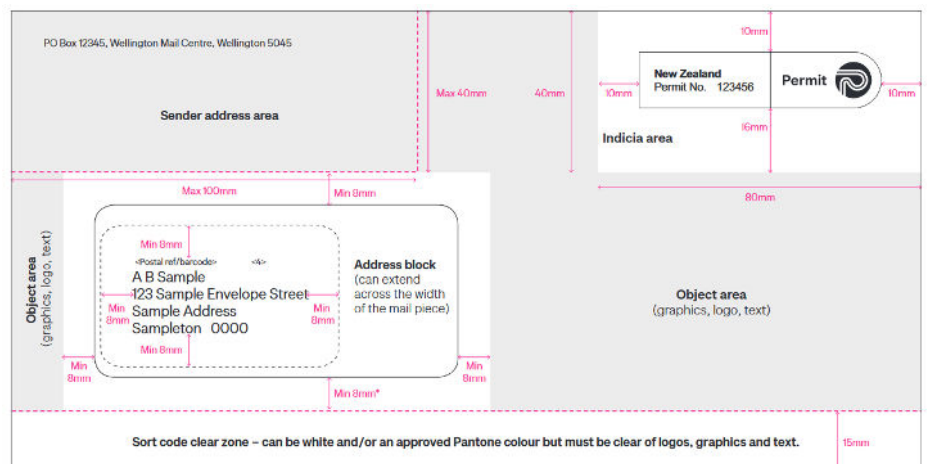 PO Box 12345, Wellington Mail Centre, Wellington 5045
Sender address area
Max 40mm
40mm
10mm
10mm
New Zealand
Permit No. 123456
Permit
10mm
16mm
Indicia area
Max 100mm
Min 8mm
80mm
Object area
(graphics, logo, text)
Min 8mm
<Postal ref/barcode> <4>
A B Sample
123 Sample Envelope Street
Sample Address
Sampleton 0000
Min
8mm
Min
8mm
Min 8mm
Address block
(can extend
across the width
of the mail piece)
Object area
(graphics, logo, text)
Min
8mm
Min
8mm
Min 8mm*
Sort code clear zone – can be white and/or an approved Pantone colour but must be clear of logos, graphics and text.
15mm